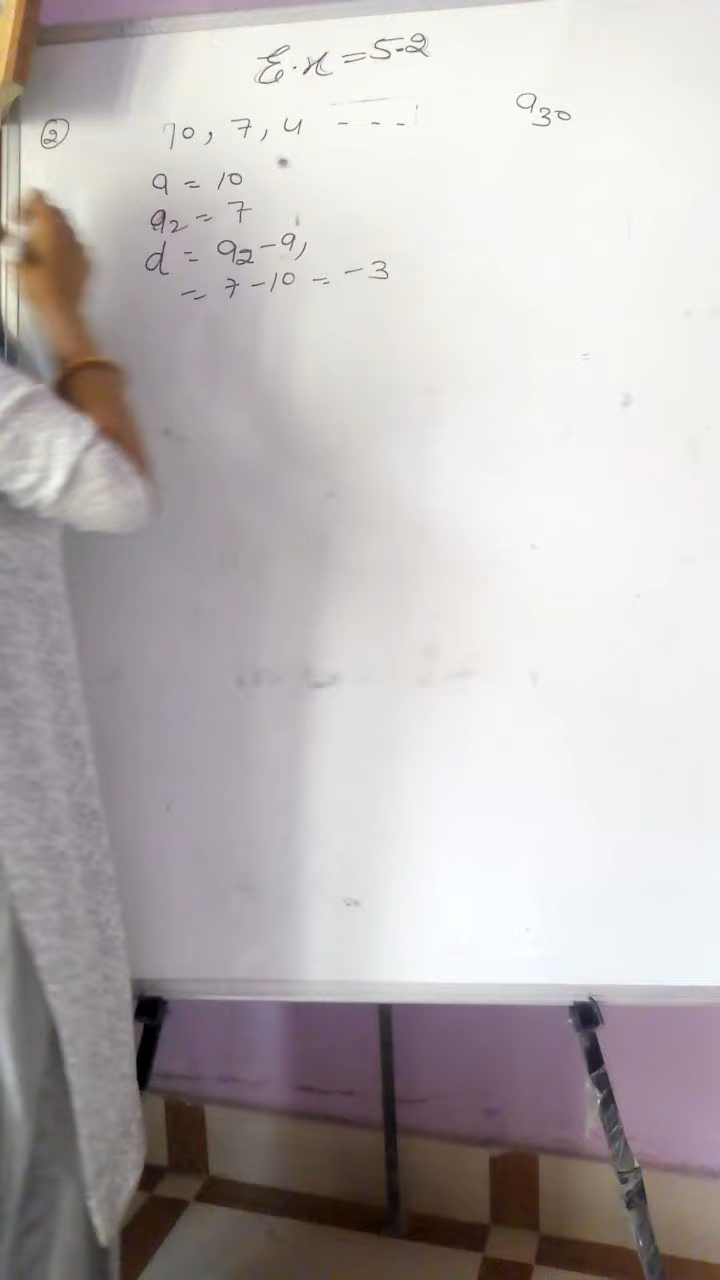 E.x = 5.2
② 10, 7, 4 - - - a30
a = 10
a2 = 7
d = a2 - a1
= 7 - 10 = -3